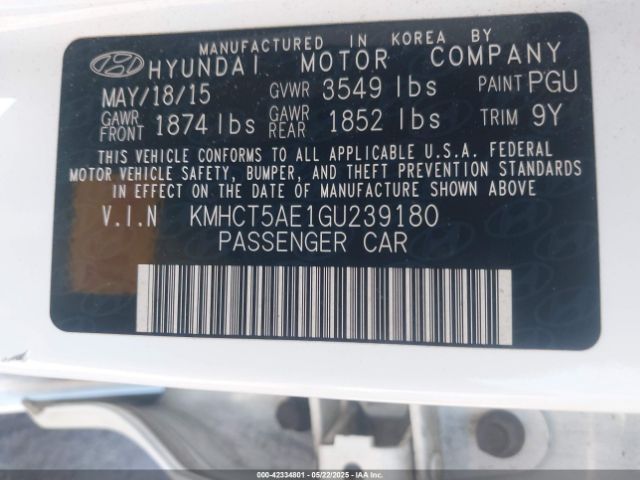 MANUFACTURED IN KOREA BY
HYUNDAI MOTOR COMPANY
MAY/18/15 GVWR 3549 lbs PAINT PGU
GAWR FRONT 1874 lbs GAWR REAR 1852 lbs TRIM 9Y
THIS VEHICLE CONFORMS TO ALL APPLICABLE U.S.A. FEDERAL
MOTOR VEHICLE SAFETY, BUMPER, AND THEFT PREVENTION STANDARDS
IN EFFECT ON THE DATE OF MANUFACTURE SHOWN ABOVE.
V.I.N KMHCT5AE1GU239180
PASSENGER CAR
000-42334801 - 05/22/2025 - IAA Inc. Copyright